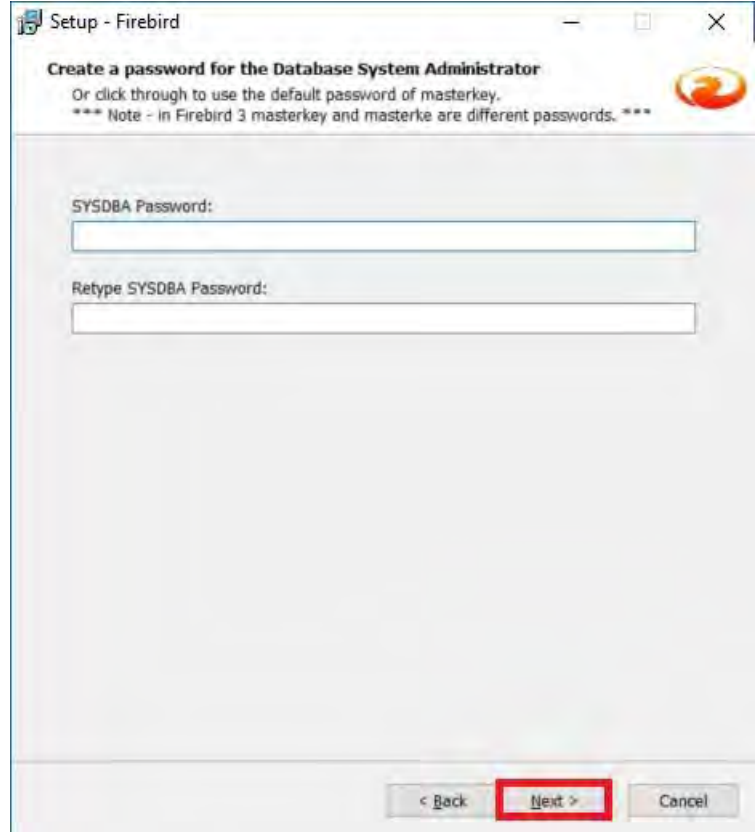 Setup - Firebird
Create a password for the Database System Administrator
Or click through to use the default password of masterkey.
*** Note - in Firebird 3 masterkey and masterke are different passwords. ***
SYSDBA Password:
Retype SYSDBA Password:
< Back Next > Cancel